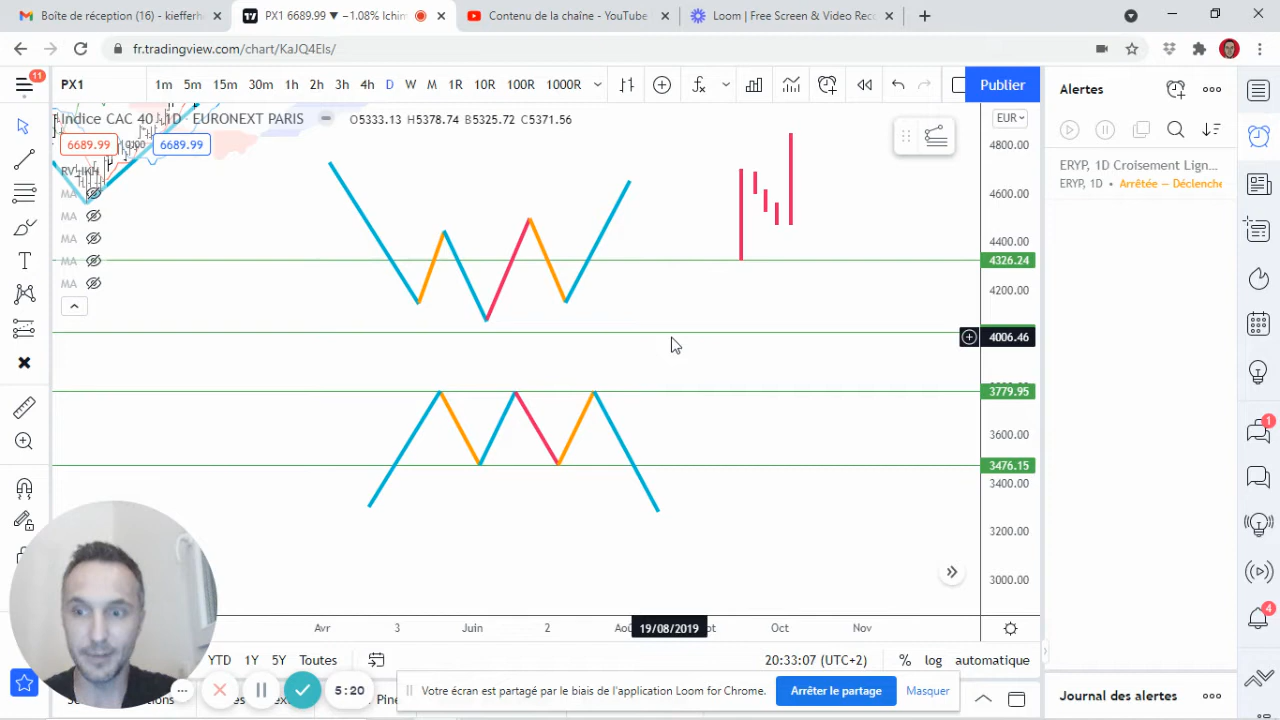 Boîte de réception (16) - kiefferh
PX1 6689.99 ▼ −1.08% Ichim
Contenu de la chaîne - YouTube
Loom | Free Screen & Video Rec
fr.tradingview.com/chart/KaJQ4EIs/
11
PX1
1m 5m 15m 30m 1h 2h 3h 4h D W M 1R 10R 100R 1000R
Publier
Alertes
Indice CAC 40 1D EURONEXT PARIS
O5333.13 H5378.74 B5325.72 C5371.56
EUR
6689.99
6689.99
MA
MA
MA
MA
MA
ERYP, 1D Croisement Lign...
ERYP, 1D • Arrêtée — Déclenche
4800.00
4600.00
4400.00
4326.24
4200.00
4006.46
3779.95
3600.00
3476.15
3400.00
3200.00
3000.00
1
4
Avr 3 Juin 2 19/08/2019 Oct Nov
YTD 1Y 5Y Toutes
20:33:07 (UTC+2) % log automatique
5:20
Votre écran est partagé par le biais de l'application Loom for Chrome.
Arrêter le partage
Masquer
Journal des alertes